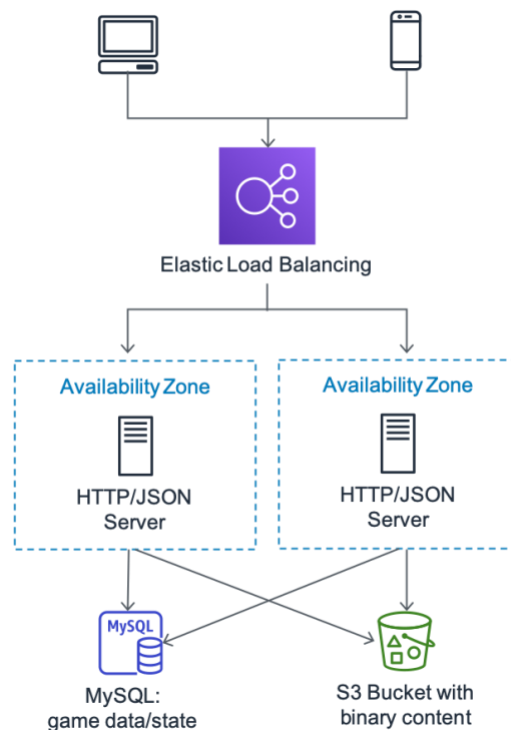 Elastic Load Balancing
Availability Zone
HTTP/JSON
Server
Availability Zone
HTTP/JSON
Server
MySQL
MySQL:
game data/state
S3 Bucket with
binary content